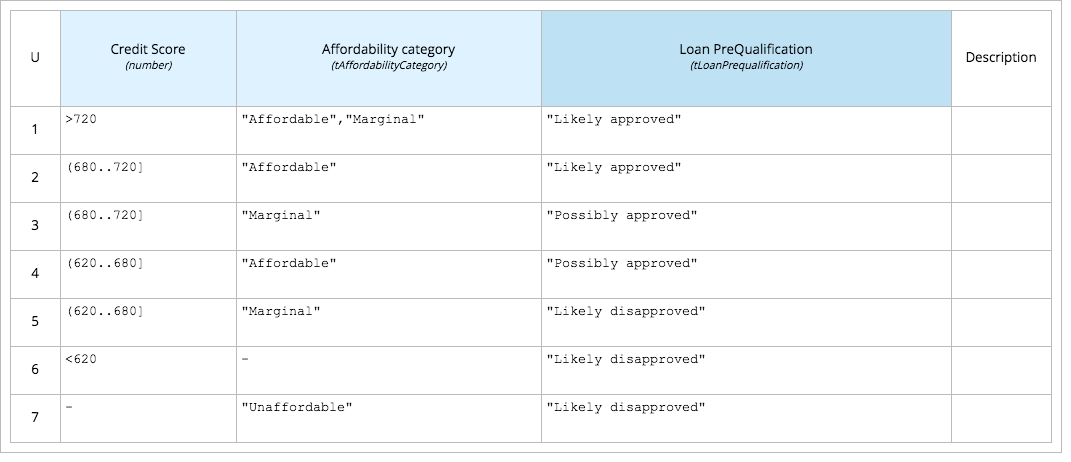 U
Credit Score
(number)
Affordability category
(tAffordabilityCategory)
Loan PreQualification
(tLoanPrequalification)
Description
1
>720
"Affordable","Marginal"
"Likely approved"
2
(680..720]
"Affordable"
"Likely approved"
3
(680..720]
"Marginal"
"Possibly approved"
4
(620..680]
"Affordable"
"Possibly approved"
5
(620..680]
"Marginal"
"Likely disapproved"
6
<620
-
"Likely disapproved"
7
-
"Unaffordable"
"Likely disapproved"